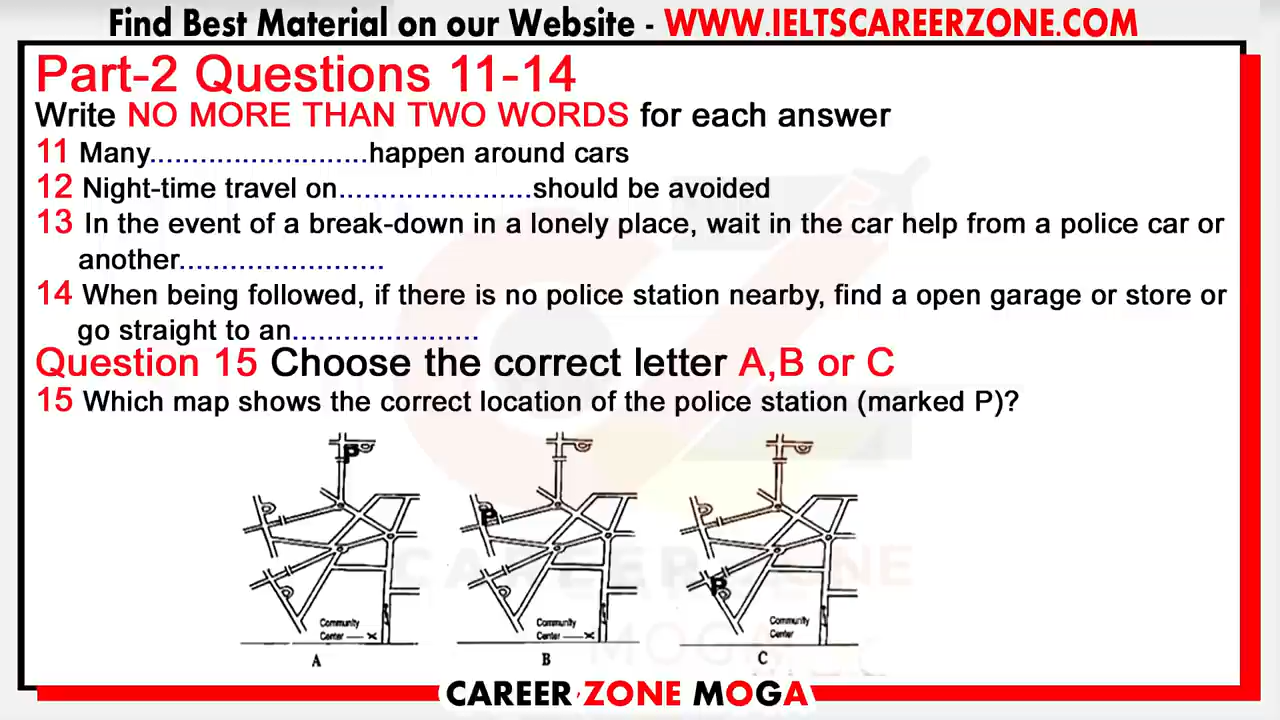 Find Best Material on our Website - WWW.IELTSCAREERZONE.COM
Part-2 Questions 11-14
Write NO MORE THAN TWO WORDS for each answer
11 Many..........................happen around cars
12 Night-time travel on.......................should be avoided
13 In the event of a break-down in a lonely place, wait in the car help from a police car or
another........................
14 When being followed, if there is no police station nearby, find a open garage or store or
go straight to an......................
Question 15 Choose the correct letter A,B or C
15 Which map shows the correct location of the police station (marked P)?
P
P
P
Community
Center
Community
Center
Community
Center
A
B
C
CAREER ZONE
MOGA
CAREER ZONE MOGA